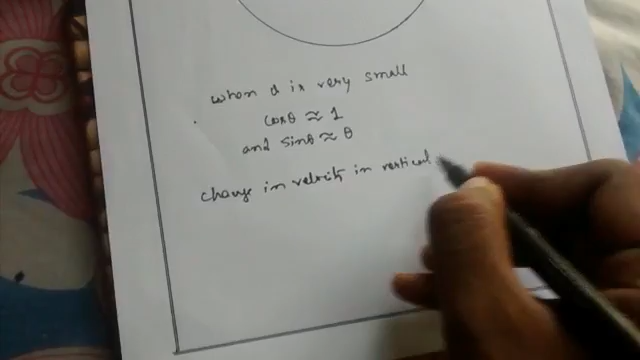 when d is very small
cosθ ≈ 1
and sinθ ≈ θ
change in velocity in vertical